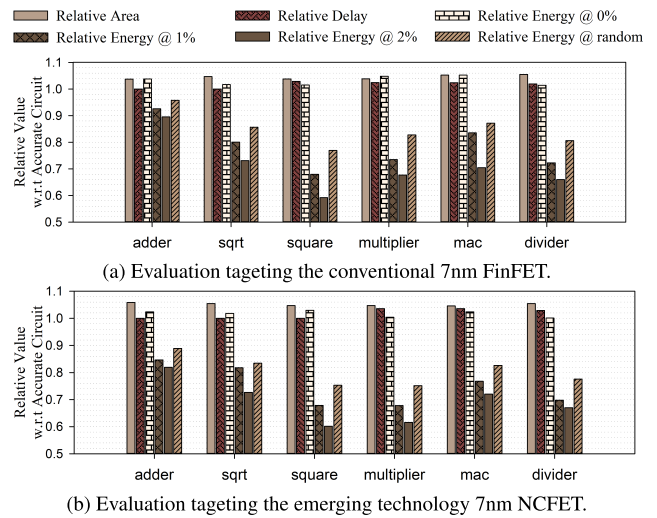 Relative Area Relative Delay Relative Energy @ 0%
Relative Energy @ 1% Relative Energy @ 2% Relative Energy @ random
Relative Value
w.r.t Accurate Circuit
1.1
1.0
0.9
0.8
0.7
0.6
0.5
adder sqrt square multiplier mac divider
(a) Evaluation tageting the conventional 7nm FinFET.
Relative Value
w.r.t Accurate Circuit
1.1
1.0
0.9
0.8
0.7
0.6
0.5
adder sqrt square multiplier mac divider
(b) Evaluation tageting the emerging technology 7nm NCFET.